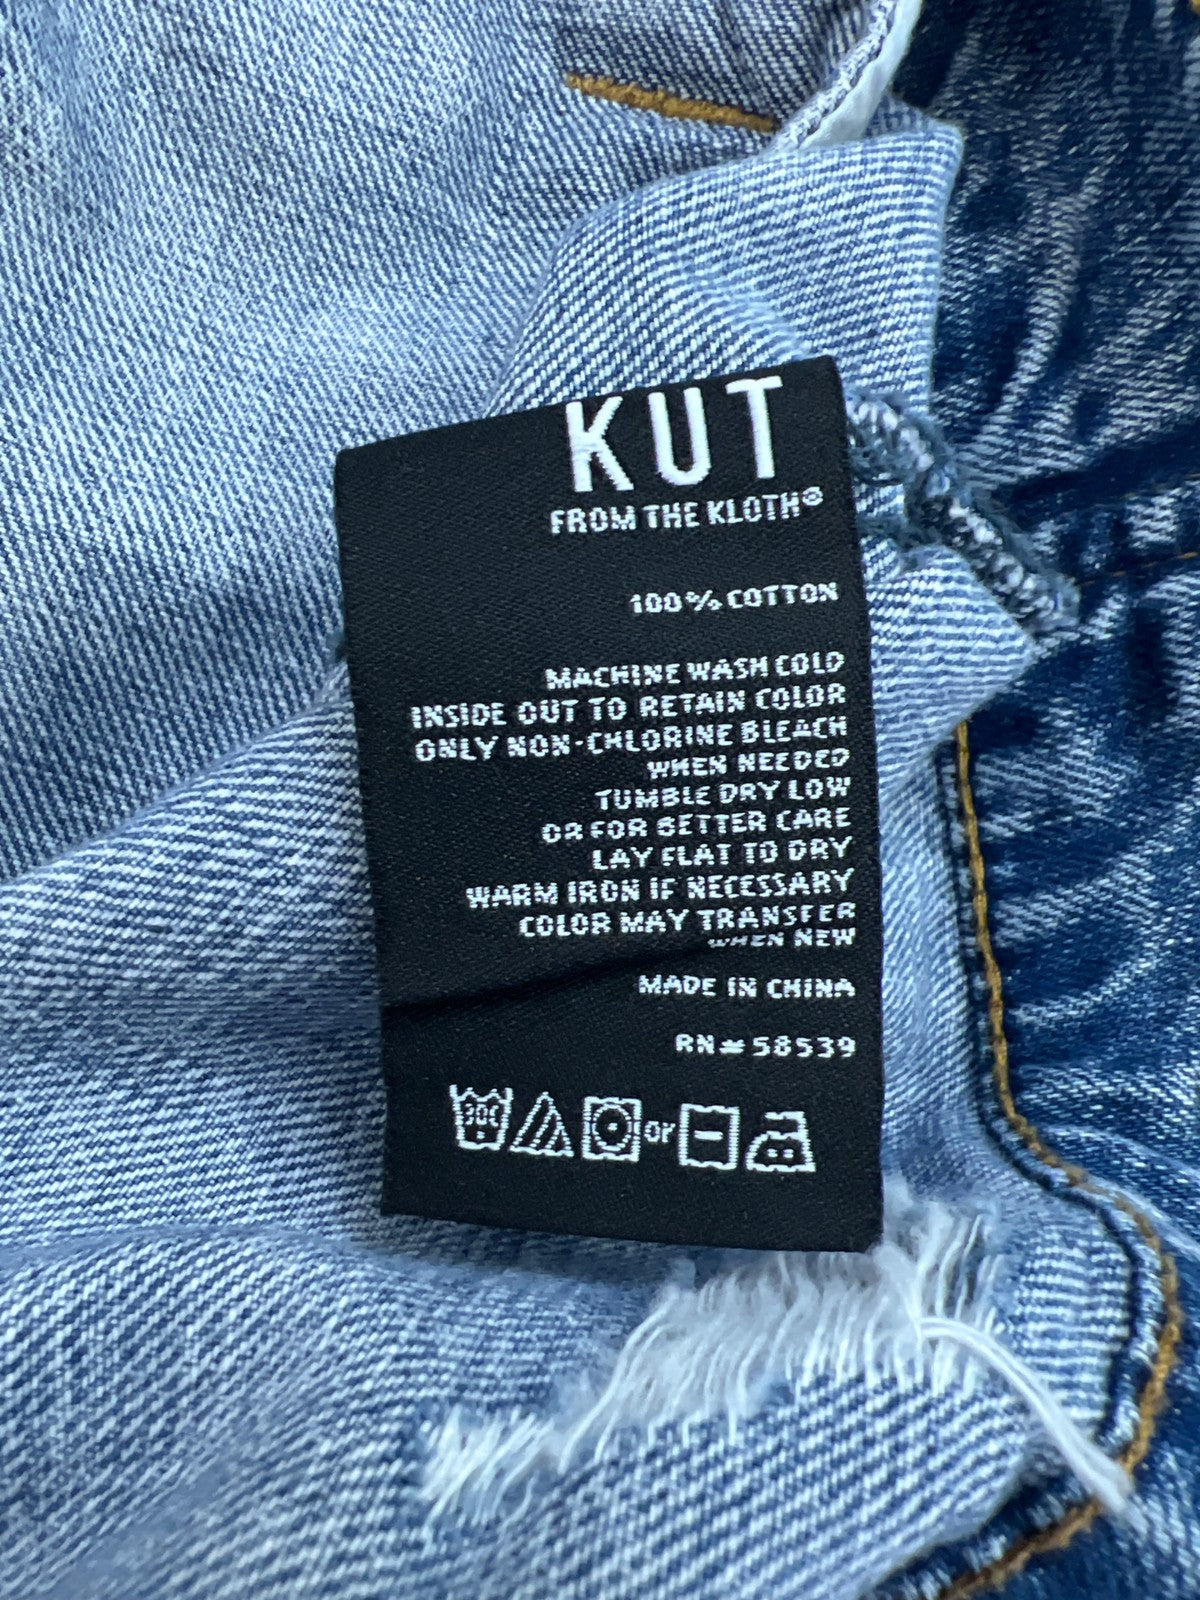 KUT
FROM THE KLOTH®
100% COTTON
MACHINE WASH COLD
INSIDE OUT TO RETAIN COLOR
ONLY NON-CHLORINE BLEACH
WHEN NEEDED
TUMBLE DRY LOW
OR FOR BETTER CARE
LAY FLAT TO DRY
WARM IRON IF NECESSARY
COLOR MAY TRANSFER
WHEN NEW
MADE IN CHINA
RN#58539
30C or